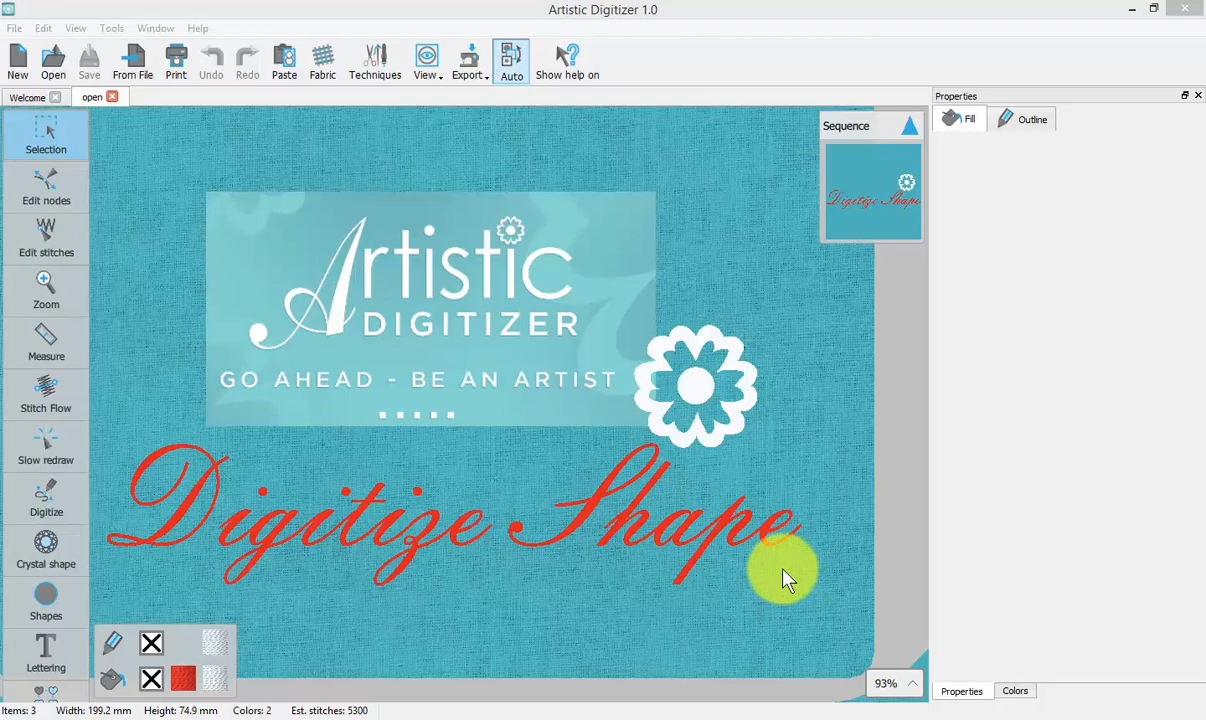 Artistic Digitizer 1.0
File Edit View Tools Window Help
New Open Save From File Print Undo Redo Paste Fabric Techniques View Export Auto Show help on
Welcome open
Properties
Fill Outline
Sequence
Digitize Shape
Selection
Edit nodes
Edit stitches
Zoom
Measure
Stitch Flow
Slow redraw
Digitize
Crystal shape
Shapes
Lettering
Artistic
DIGITIZER
GO AHEAD - BE AN ARTIST
Digitize Shape
93%
Properties Colors
Items: 3 Width: 199.2 mm Height: 74.9 mm Colors: 2 Est. stitches: 5300